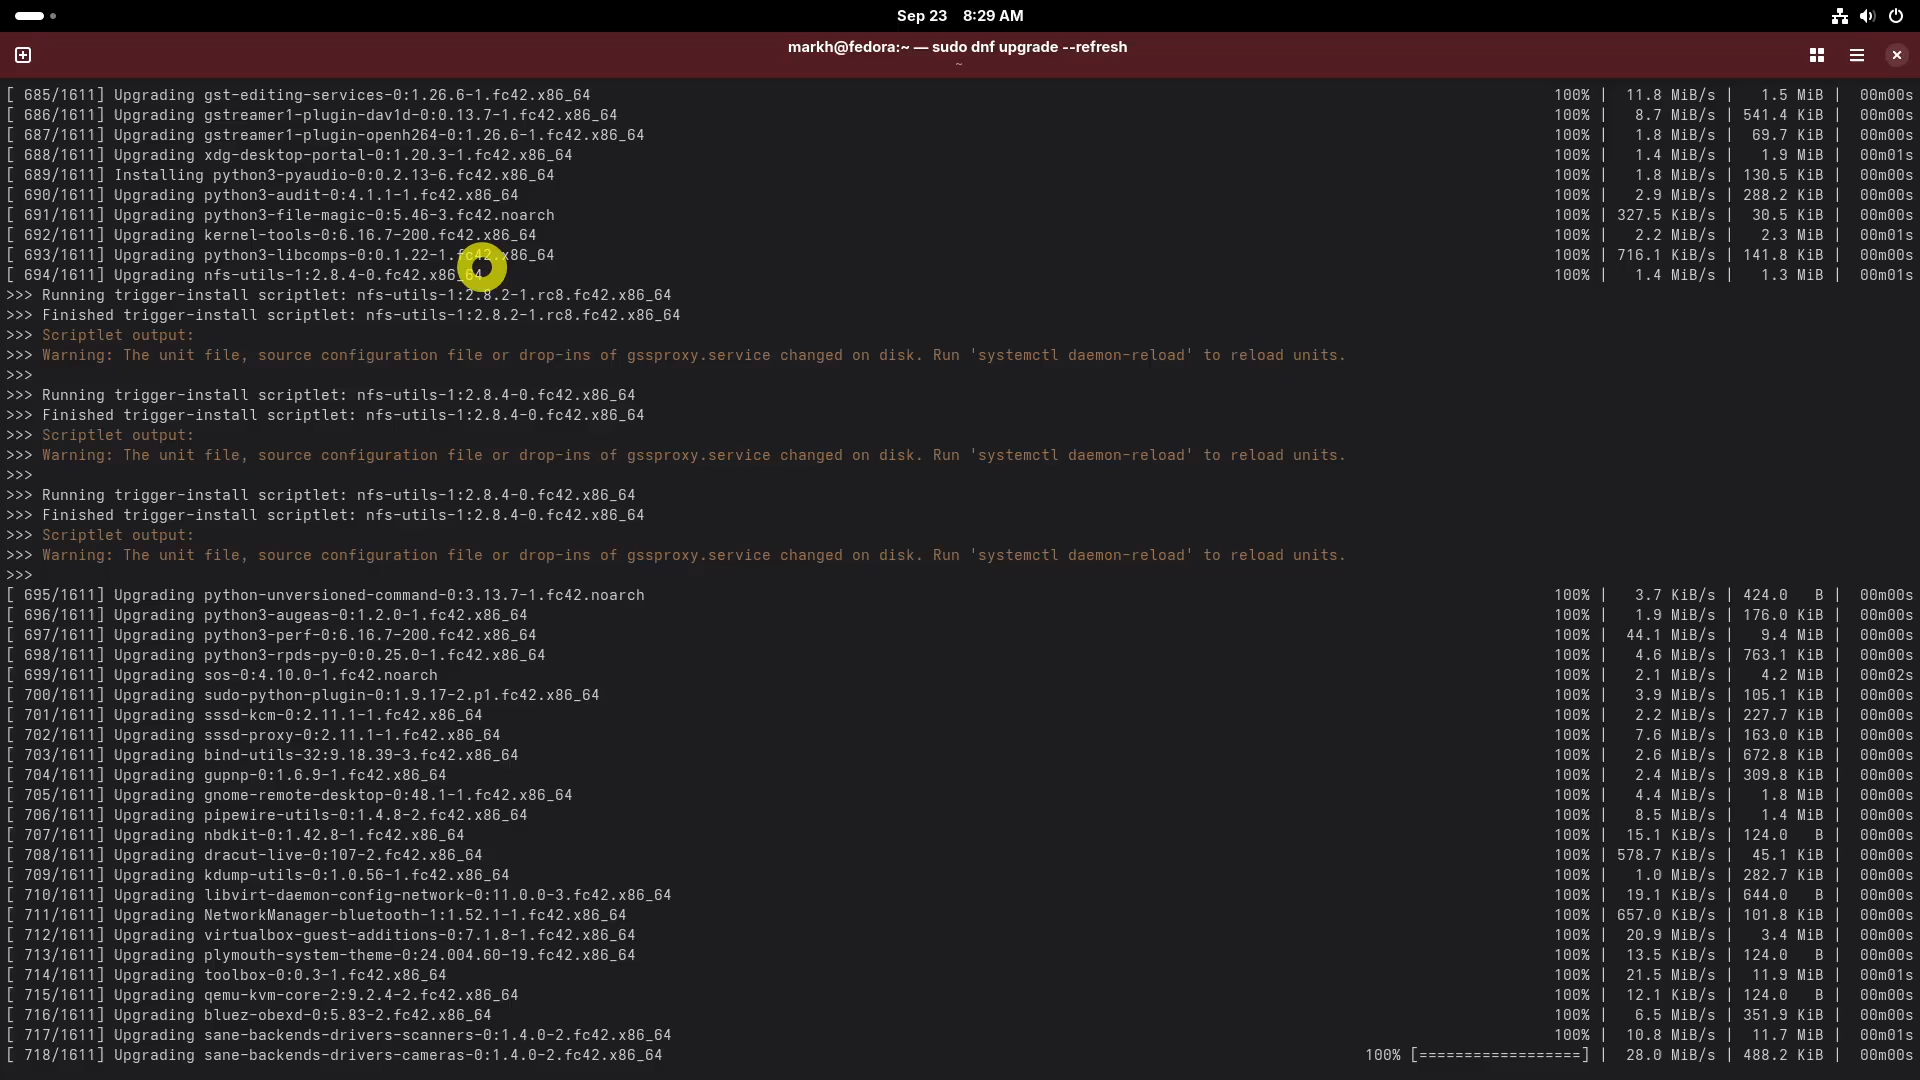 Sep 23 8:29 AM
markh@fedora:~ — sudo dnf upgrade --refresh
~
[ 685/1611] Upgrading gst-editing-services-0:1.26.6-1.fc42.x86_64 100% | 11.8 MiB/s | 1.5 MiB | 00m00s
[ 686/1611] Upgrading gstreamer1-plugin-dav1d-0:0.13.7-1.fc42.x86_64 100% | 8.7 MiB/s | 541.4 KiB | 00m00s
[ 687/1611] Upgrading gstreamer1-plugin-openh264-0:1.26.6-1.fc42.x86_64 100% | 1.8 MiB/s | 69.7 KiB | 00m00s
[ 688/1611] Upgrading xdg-desktop-portal-0:1.20.3-1.fc42.x86_64 100% | 1.4 MiB/s | 1.9 MiB | 00m01s
[ 689/1611] Installing python3-pyaudio-0:0.2.13-6.fc42.x86_64 100% | 1.8 MiB/s | 130.5 KiB | 00m00s
[ 690/1611] Upgrading python3-audit-0:4.1.1-1.fc42.x86_64 100% | 2.9 MiB/s | 288.2 KiB | 00m00s
[ 691/1611] Upgrading python3-file-magic-0:5.46-3.fc42.noarch 100% | 327.5 KiB/s | 30.5 KiB | 00m00s
[ 692/1611] Upgrading kernel-tools-0:6.16.7-200.fc42.x86_64 100% | 2.2 MiB/s | 2.3 MiB | 00m01s
[ 693/1611] Upgrading python3-libcomps-0:0.1.22-1.fc42.x86_64 100% | 716.1 KiB/s | 141.8 KiB | 00m00s
[ 694/1611] Upgrading nfs-utils-1:2.8.4-0.fc42.x86_64 100% | 1.4 MiB/s | 1.3 MiB | 00m01s
>>> Running trigger-install scriptlet: nfs-utils-1:2.8.2-1.rc8.fc42.x86_64
>>> Finished trigger-install scriptlet: nfs-utils-1:2.8.2-1.rc8.fc42.x86_64
>>> Scriptlet output:
>>> Warning: The unit file, source configuration file or drop-ins of gssproxy.service changed on disk. Run 'systemctl daemon-reload' to reload units.
>>>
>>> Running trigger-install scriptlet: nfs-utils-1:2.8.4-0.fc42.x86_64
>>> Finished trigger-install scriptlet: nfs-utils-1:2.8.4-0.fc42.x86_64
>>> Scriptlet output:
>>> Warning: The unit file, source configuration file or drop-ins of gssproxy.service changed on disk. Run 'systemctl daemon-reload' to reload units.
>>>
>>> Running trigger-install scriptlet: nfs-utils-1:2.8.4-0.fc42.x86_64
>>> Finished trigger-install scriptlet: nfs-utils-1:2.8.4-0.fc42.x86_64
>>> Scriptlet output:
>>> Warning: The unit file, source configuration file or drop-ins of gssproxy.service changed on disk. Run 'systemctl daemon-reload' to reload units.
>>>
[ 695/1611] Upgrading python-unversioned-command-0:3.13.7-1.fc42.noarch 100% | 3.7 KiB/s | 424.0 B | 00m00s
[ 696/1611] Upgrading python3-augeas-0:1.2.0-1.fc42.x86_64 100% | 1.9 MiB/s | 176.0 KiB | 00m00s
[ 697/1611] Upgrading python3-perf-0:6.16.7-200.fc42.x86_64 100% | 44.1 MiB/s | 9.4 MiB | 00m00s
[ 698/1611] Upgrading python3-rpds-py-0:0.25.0-1.fc42.x86_64 100% | 4.6 MiB/s | 763.1 KiB | 00m00s
[ 699/1611] Upgrading sos-0:4.10.0-1.fc42.noarch 100% | 2.1 MiB/s | 4.2 MiB | 00m02s
[ 700/1611] Upgrading sudo-python-plugin-0:1.9.17-2.p1.fc42.x86_64 100% | 3.9 MiB/s | 105.1 KiB | 00m00s
[ 701/1611] Upgrading sssd-kcm-0:2.11.1-1.fc42.x86_64 100% | 2.2 MiB/s | 227.7 KiB | 00m00s
[ 702/1611] Upgrading sssd-proxy-0:2.11.1-1.fc42.x86_64 100% | 7.6 MiB/s | 163.0 KiB | 00m00s
[ 703/1611] Upgrading bind-utils-32:9.18.39-3.fc42.x86_64 100% | 2.6 MiB/s | 672.8 KiB | 00m00s
[ 704/1611] Upgrading gupnp-0:1.6.9-1.fc42.x86_64 100% | 2.4 MiB/s | 309.8 KiB | 00m00s
[ 705/1611] Upgrading gnome-remote-desktop-0:48.1-1.fc42.x86_64 100% | 4.4 MiB/s | 1.8 MiB | 00m00s
[ 706/1611] Upgrading pipewire-utils-0:1.4.8-2.fc42.x86_64 100% | 8.5 MiB/s | 1.4 MiB | 00m00s
[ 707/1611] Upgrading nbdkit-0:1.42.8-1.fc42.x86_64 100% | 15.1 KiB/s | 124.0 B | 00m00s
[ 708/1611] Upgrading dracut-live-0:107-2.fc42.x86_64 100% | 578.7 KiB/s | 45.1 KiB | 00m00s
[ 709/1611] Upgrading kdump-utils-0:1.0.56-1.fc42.x86_64 100% | 1.0 MiB/s | 282.7 KiB | 00m00s
[ 710/1611] Upgrading libvirt-daemon-config-network-0:11.0.0-3.fc42.x86_64 100% | 19.1 KiB/s | 644.0 B | 00m00s
[ 711/1611] Upgrading NetworkManager-bluetooth-1:1.52.1-1.fc42.x86_64 100% | 657.0 KiB/s | 101.8 KiB | 00m00s
[ 712/1611] Upgrading virtualbox-guest-additions-0:7.1.8-1.fc42.x86_64 100% | 20.9 MiB/s | 3.4 MiB | 00m00s
[ 713/1611] Upgrading plymouth-system-theme-0:24.004.60-19.fc42.x86_64 100% | 13.5 KiB/s | 124.0 B | 00m00s
[ 714/1611] Upgrading toolbox-0:0.3-1.fc42.x86_64 100% | 21.5 MiB/s | 11.9 MiB | 00m01s
[ 715/1611] Upgrading qemu-kvm-core-2:9.2.4-2.fc42.x86_64 100% | 12.1 KiB/s | 124.0 B | 00m00s
[ 716/1611] Upgrading bluez-obexd-0:5.83-2.fc42.x86_64 100% | 6.5 MiB/s | 351.9 KiB | 00m00s
[ 717/1611] Upgrading sane-backends-drivers-scanners-0:1.4.0-2.fc42.x86_64 100% | 10.8 MiB/s | 11.7 MiB | 00m01s
[ 718/1611] Upgrading sane-backends-drivers-cameras-0:1.4.0-2.fc42.x86_64 100% [==================] | 28.0 MiB/s | 488.2 KiB | 00m00s